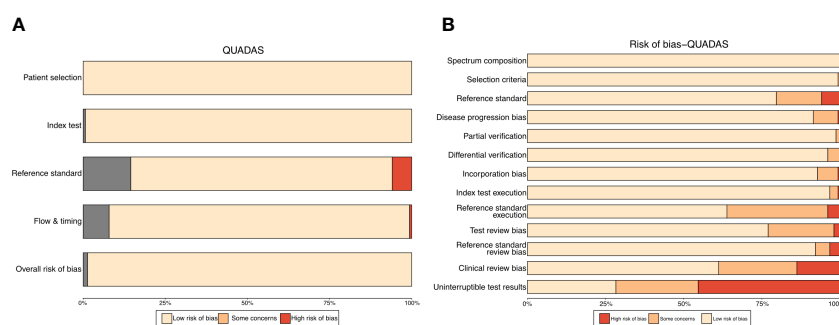 A
QUADAS
Patient selection
Index test
Reference standard
Flow & timing
Overall risk of bias
0%
25%
50%
75%
100%
Low risk of bias
Some concerns
High risk of bias
B
Risk of bias–QUADAS
Spectrum composition
Selection criteria
Reference standard
Disease progression bias
Partial verification
Differential verification
Incorporation bias
Index test execution
Reference standard
execution
Test review bias
Reference standard
review bias
Clinical review bias
Uninterruptible test results
0%
25%
50%
75%
100
High risk of bias
Some concerns
Low risk of bias